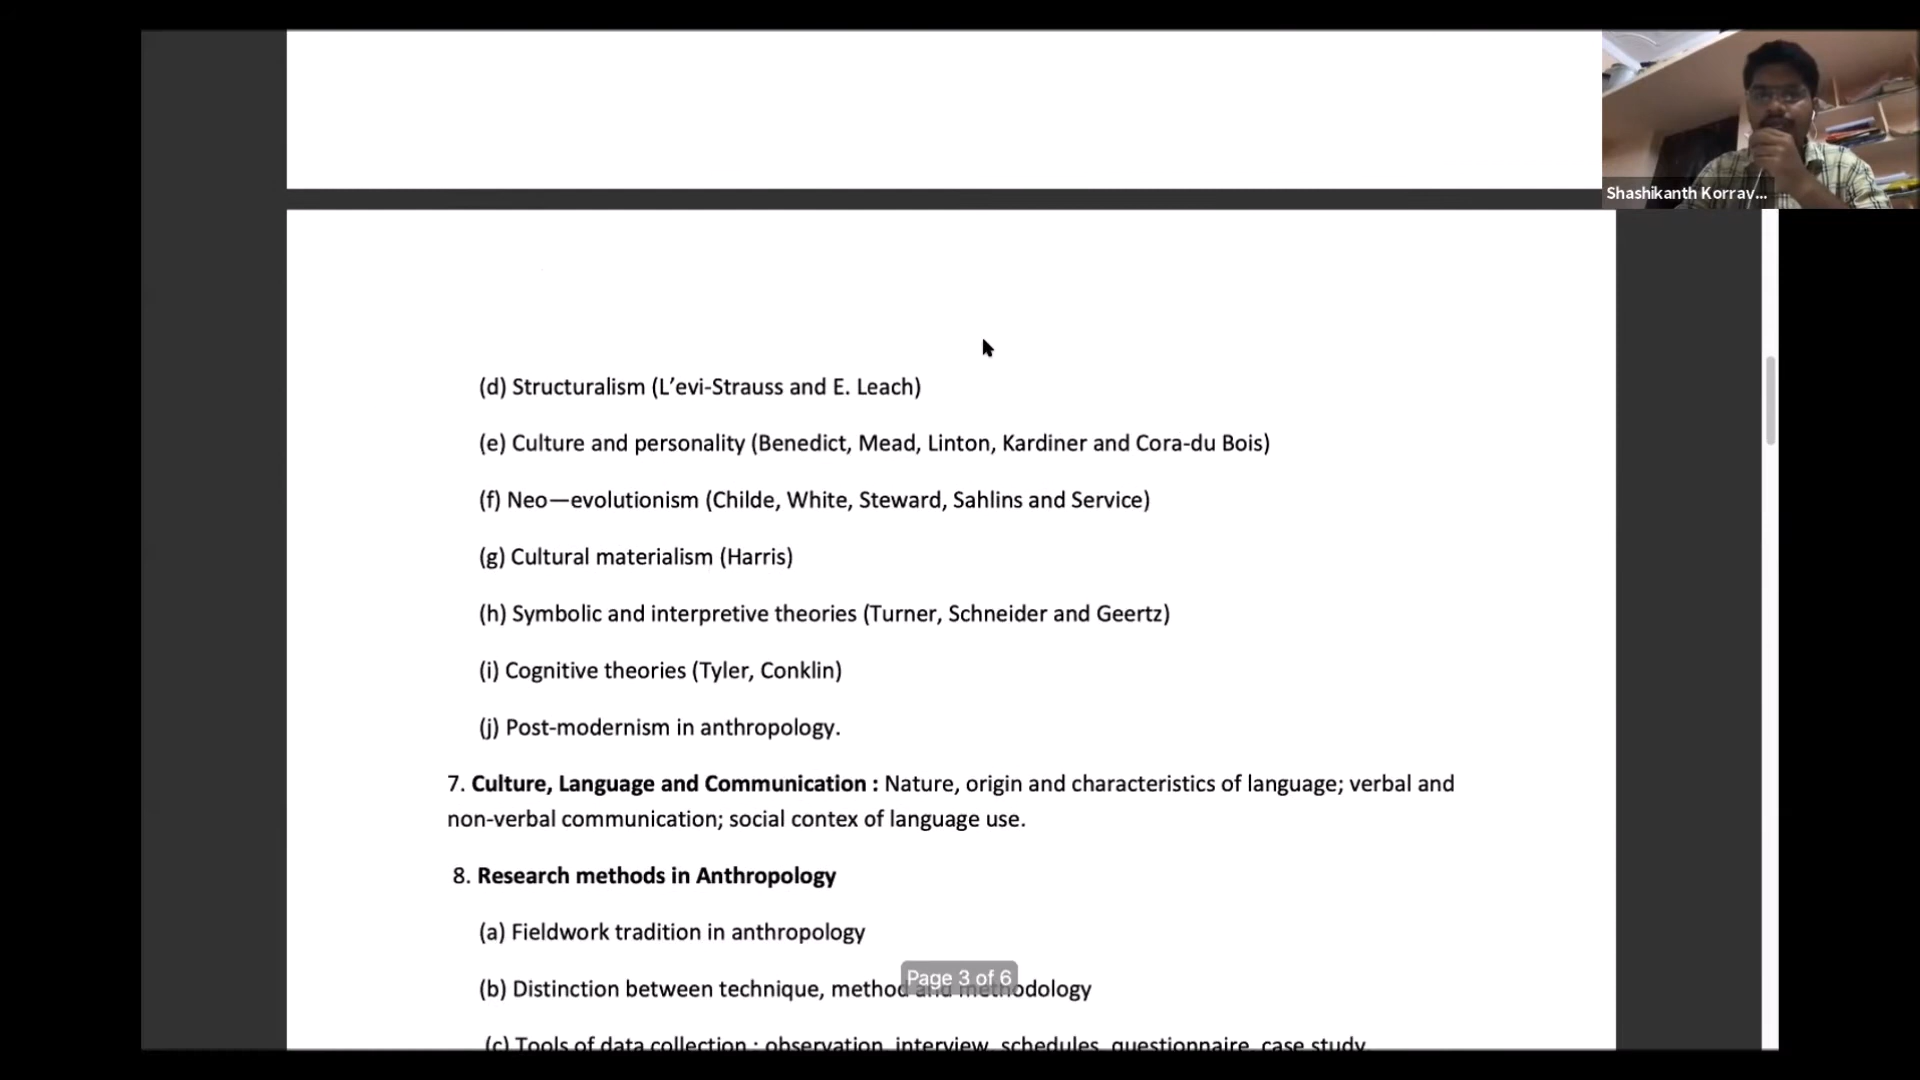 Shashikanth Korrav...
(d) Structuralism (L’evi-Strauss and E. Leach)
(e) Culture and personality (Benedict, Mead, Linton, Kardiner and Cora-du Bois)
(f) Neo—evolutionism (Childe, White, Steward, Sahlins and Service)
(g) Cultural materialism (Harris)
(h) Symbolic and interpretive theories (Turner, Schneider and Geertz)
(i) Cognitive theories (Tyler, Conklin)
(j) Post-modernism in anthropology.
7. Culture, Language and Communication : Nature, origin and characteristics of language; verbal and
non-verbal communication; social contex of language use.
8. Research methods in Anthropology
(a) Fieldwork tradition in anthropology
Page 3 of 6
(b) Distinction between technique, method and methodology
(c) Tools of data collection : observation, interview, schedules, questionnaire, case study,